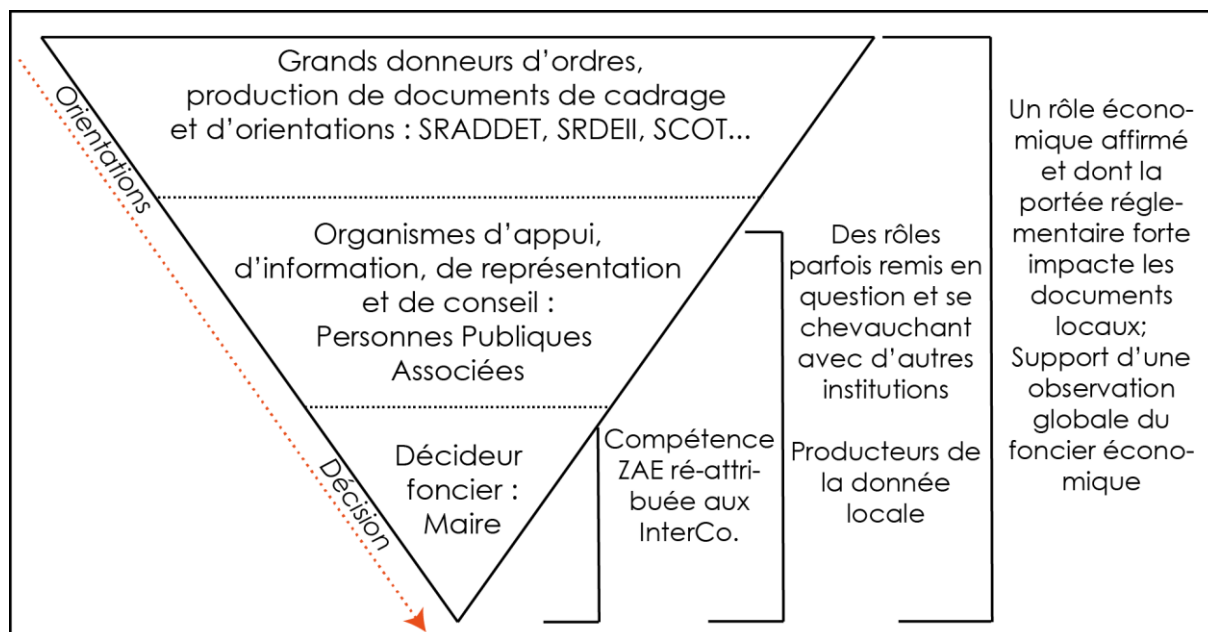 Grands donneurs d'ordres,
production de documents de cadrage
et d'orientations : SRADDET, SRDEII, SCOT...
Orientations
Organismes d'appui,
d'information, de représentation
et de conseil :
Personnes Publiques
Associées
Décideur
foncier :
Maire
Décision
Compétence
ZAE ré-attri-
buée aux
InterCo.
Des rôles
parfois remis en
question et se
chevauchant
avec d'autres
institutions
Producteurs de
la donnée
locale
Un rôle écono-
mique affirmé
et dont la
portée régle-
mentaire forte
impacte les
documents
locaux;
Support d'une
observation
globale du
foncier écono-
mique